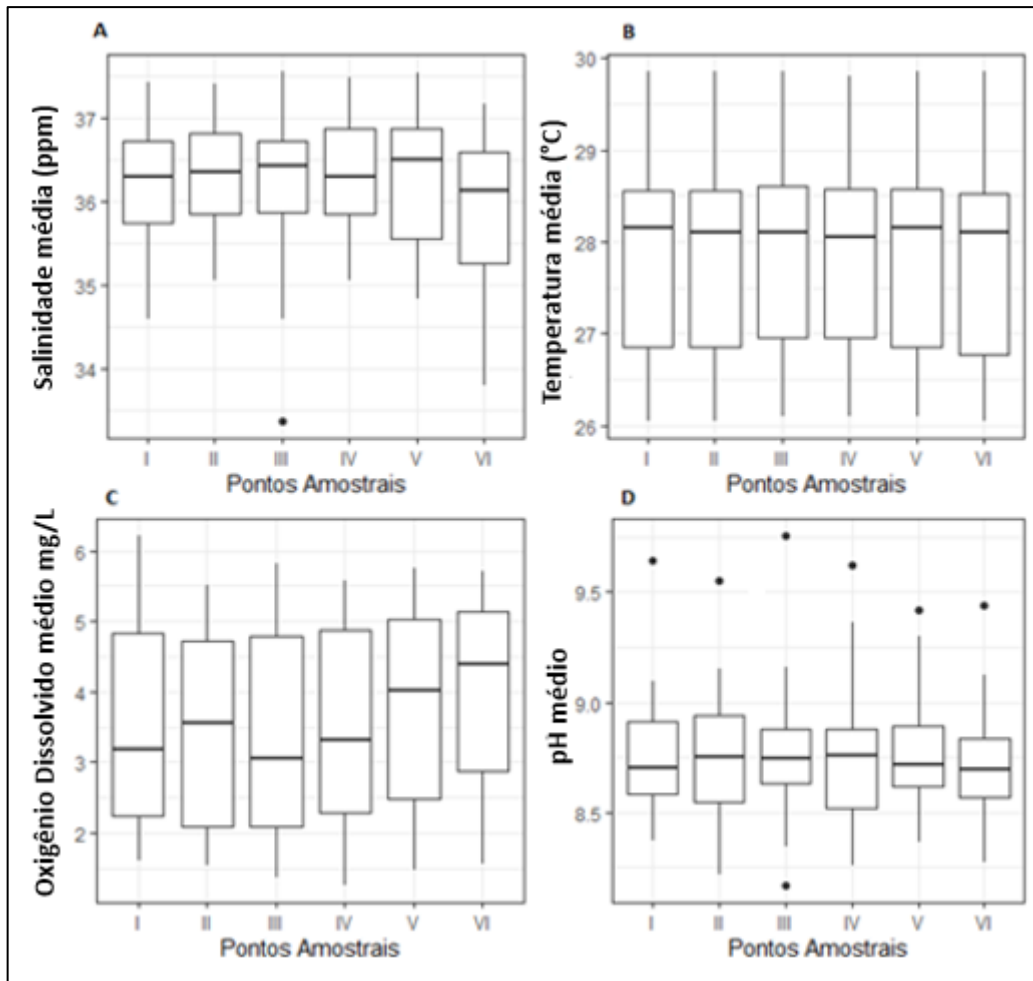 A
Salinidade média (ppm)
37
36
35
34
I II III IV V VI
Pontos Amostrais
B
Temperatura média (°C)
30
29
28
27
26
I II III IV V VI
Pontos Amostrais
C
Oxigênio Dissolvido médio mg/L
6
5
4
3
2
I II III IV V VI
Pontos Amostrais
D
pH médio
9.5
9.0
8.5
I II III IV V VI
Pontos Amostrais